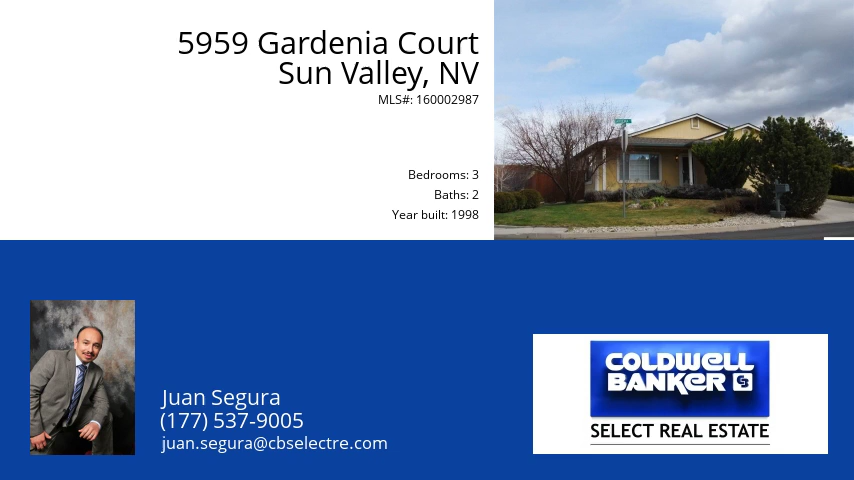 5959 Gardenia Court
Sun Valley, NV
MLS#: 160002987
Bedrooms: 3
Baths: 2
Year built: 1998
Juan Segura
(177) 537-9005
juan.segura@cbselectre.com
COLDWELL
BANKER CB
SELECT REAL ESTATE